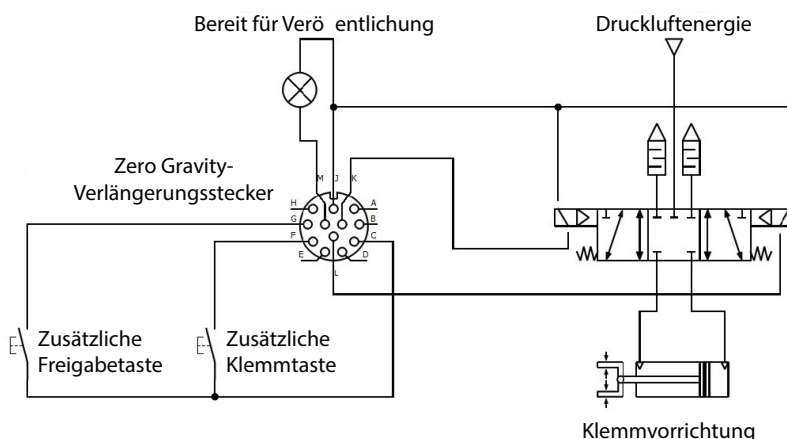 Bereit für Verö entlichung
Druckluftenergie
Zero Gravity-
Verlängerungsstecker
M J K
H A
G B
F C
E D
L
Zusätzliche
Freigabetaste
Zusätzliche
Klemmtaste
Klemmvorrichtung